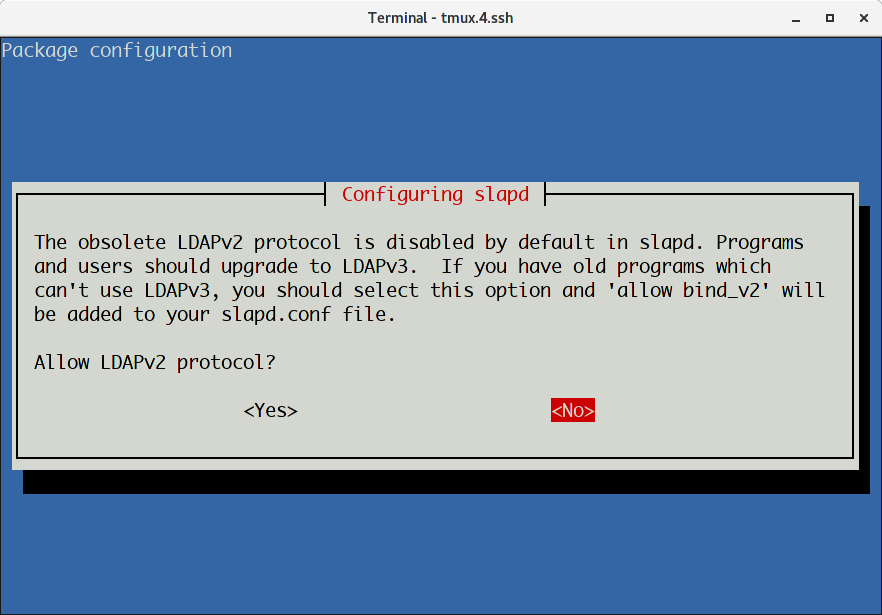 Terminal - tmux.4.ssh
Package configuration
Configuring slapd
The obsolete LDAPv2 protocol is disabled by default in slapd. Programs
and users should upgrade to LDAPv3.  If you have old programs which
can't use LDAPv3, you should select this option and 'allow bind_v2' will
be added to your slapd.conf file.
Allow LDAPv2 protocol?
<Yes> <No>